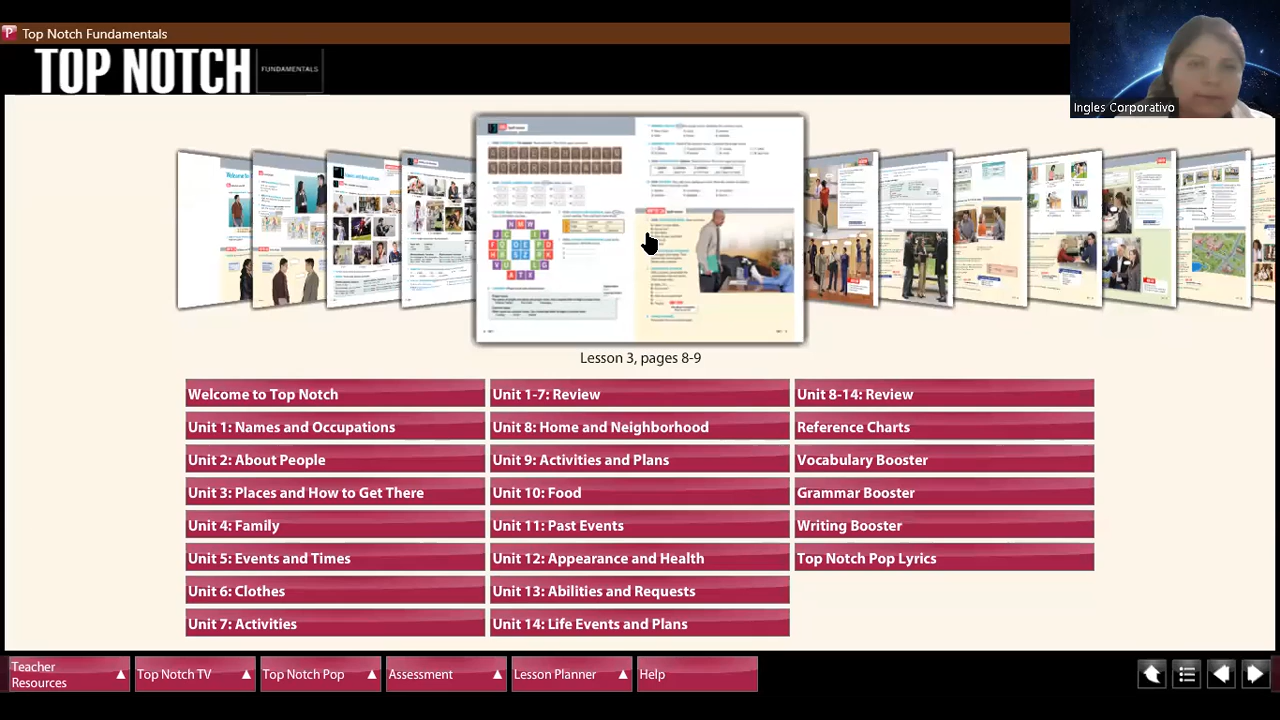 Top Notch Fundamentals
TOP NOTCH
FUNDAMENTALS
Ingles Corporativo
Lesson 3, pages 8-9
Welcome to Top Notch
Unit 1: Names and Occupations
Unit 2: About People
Unit 3: Places and How to Get There
Unit 4: Family
Unit 5: Events and Times
Unit 6: Clothes
Unit 7: Activities
Unit 1-7: Review
Unit 8: Home and Neighborhood
Unit 9: Activities and Plans
Unit 10: Food
Unit 11: Past Events
Unit 12: Appearance and Health
Unit 13: Abilities and Requests
Unit 14: Life Events and Plans
Unit 8-14: Review
Reference Charts
Vocabulary Booster
Grammar Booster
Writing Booster
Top Notch Pop Lyrics
Teacher
Resources
Top Notch TV
Top Notch Pop
Assessment
Lesson Planner
Help